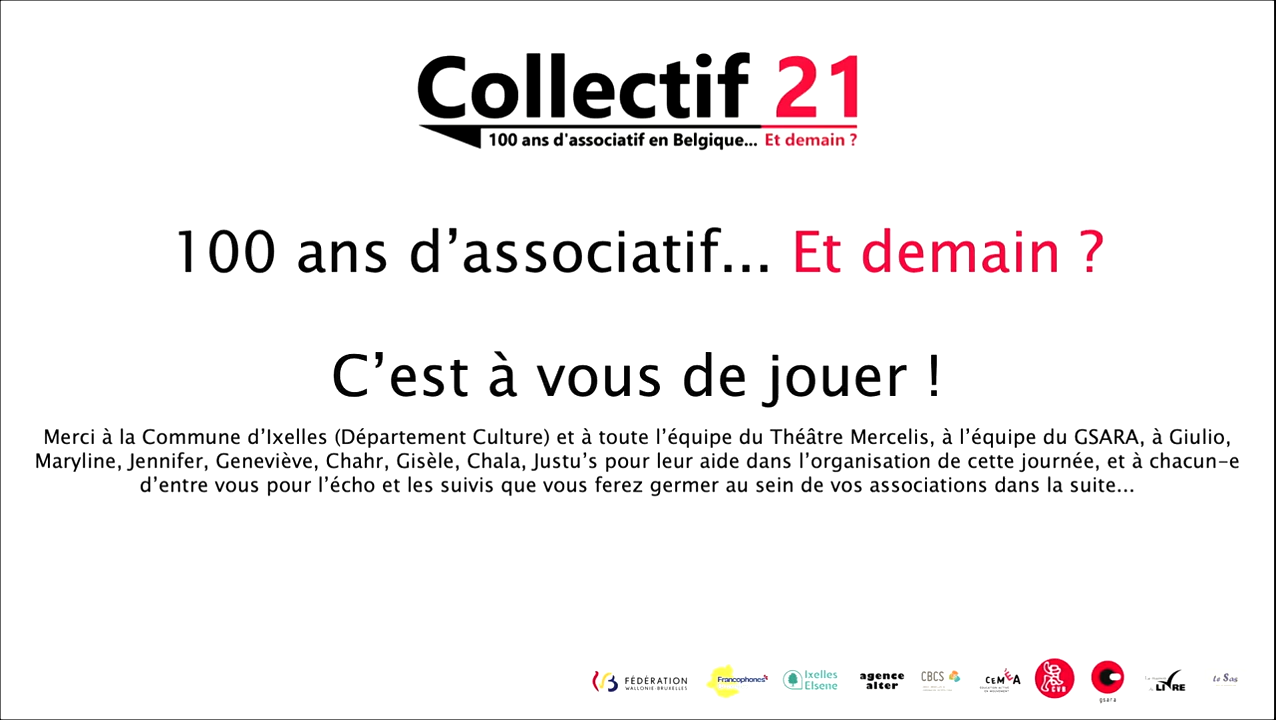 Collectif 21
100 ans d'associatif en Belgique... Et demain ?
100 ans d’associatif... Et demain ?
C’est à vous de jouer !
Merci à la Commune d’Ixelles (Département Culture) et à toute l’équipe du Théâtre Mercelis, à l’équipe du GSARA, à Giulio,
Maryline, Jennifer, Geneviève, Chahr, Gisèle, Chala, Justu’s pour leur aide dans l’organisation de cette journée, et à chacun-e
d’entre vous pour l’écho et les suivis que vous ferez germer au sein de vos associations dans la suite...
FÉDÉRATION
WALLONIE-BRUXELLES
Francophones
Ixelles
Elsene
agence
alter
CBCS
CEMÉA
CVB
gsara
LIVRE
Le Sas